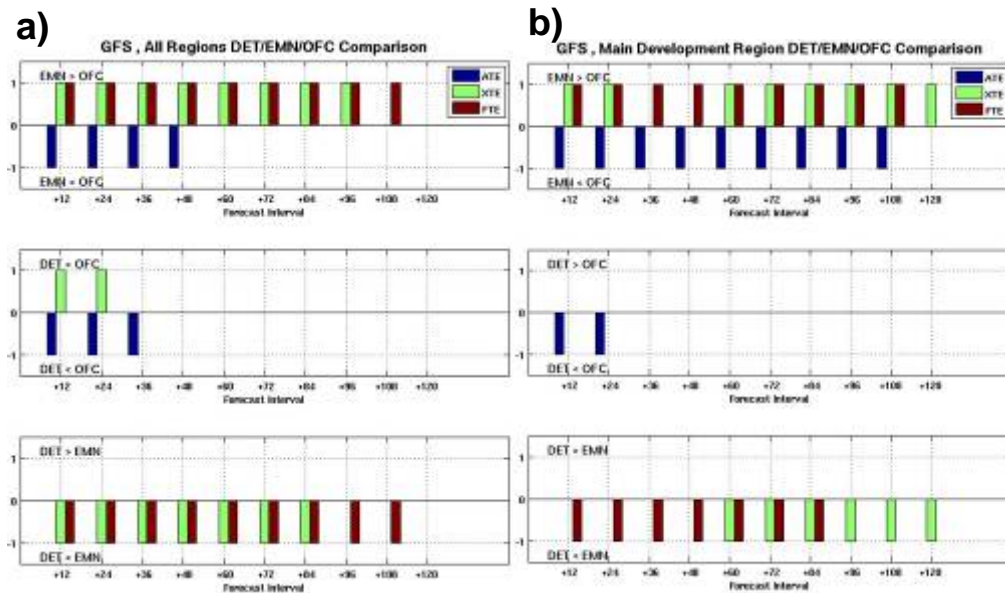 a)
GFS , All Regions DET/EMN/OFC Comparison
EMN > OFC
ATE
XTE
FTE
1
0
-1
EMN < OFC
+12 +24 +36 +48 +60 +72 +84 +96 +108 +120
Forecast Interval
DET > OFC
1
0
-1
DET < OFC
+12 +24 +36 +48 +60 +72 +84 +96 +108 +120
Forecast Interval
DET > EMN
1
0
-1
DET < EMN
+12 +24 +36 +48 +60 +72 +84 +96 +108 +120
Forecast Interval
b)
GFS , Main Development Region DET/EMN/OFC Comparison
EMN > OFC
ATE
XTE
FTE
1
0
-1
EMN < OFC
+12 +24 +36 +48 +60 +72 +84 +96 +108 +120
Forecast Interval
DET > OFC
1
0
-1
DET < OFC
+12 +24 +36 +48 +60 +72 +84 +96 +108 +120
Forecast Interval
DET > EMN
1
0
-1
DET < EMN
+12 +24 +36 +48 +60 +72 +84 +96 +108 +120
Forecast Interval